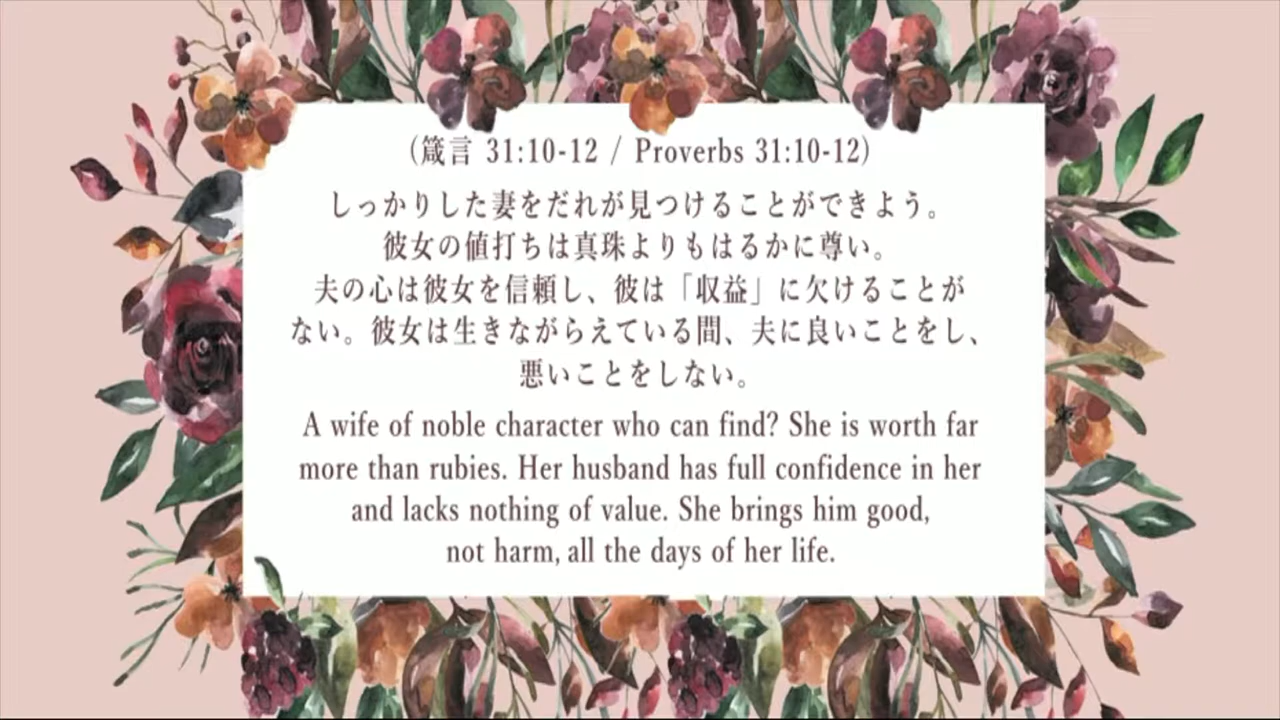 (箴言 31:10-12 / Proverbs 31:10-12)
しっかりした妻をだれが見つけることができよう。
彼女の値打ちは真珠よりもはるかに尊い。
夫の心は彼女を信頼し、彼は「収益」に欠けることが
ない。彼女は生きながらえている間、夫に良いことをし、
悪いことをしない。
A wife of noble character who can find? She is worth far
more than rubies. Her husband has full confidence in her
and lacks nothing of value. She brings him good,
not harm, all the days of her life.